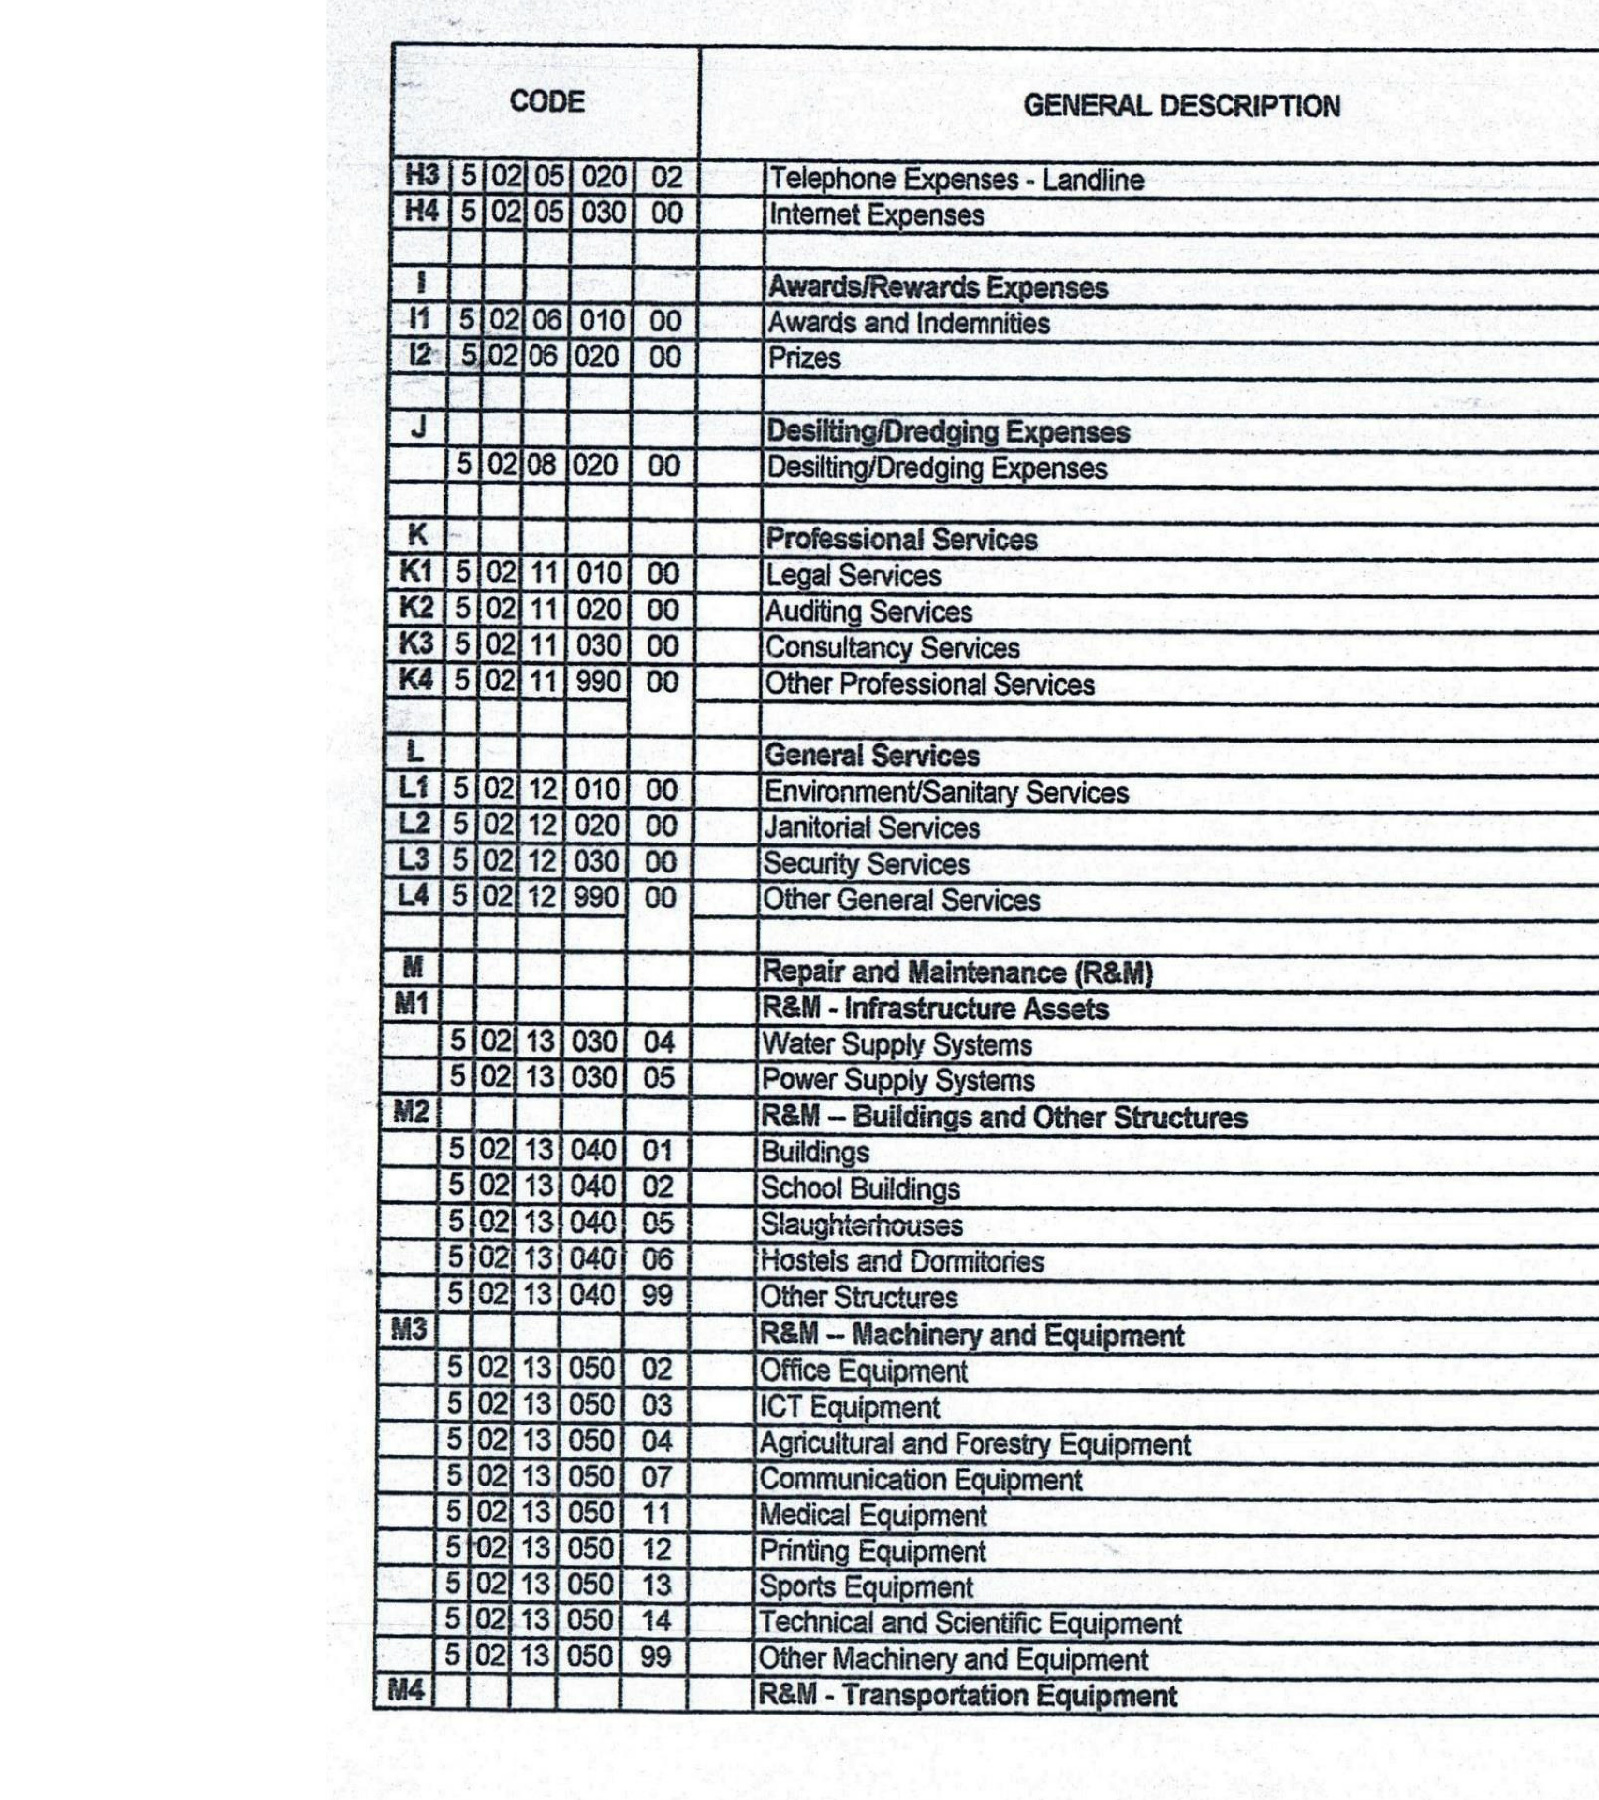 CODE GENERAL DESCRIPTION
H3 5 02 05 020 02 Telephone Expenses - Landline
H4 5 02 05 030 00 Internet Expenses
I Awards/Rewards Expenses
I1 5 02 06 010 00 Awards and Indemnities
I2 5 02 06 020 00 Prizes
J Desilting/Dredging Expenses
5 02 08 020 00 Desilting/Dredging Expenses
K Professional Services
K1 5 02 11 010 00 Legal Services
K2 5 02 11 020 00 Auditing Services
K3 5 02 11 030 00 Consultancy Services
K4 5 02 11 990 00 Other Professional Services
L General Services
L1 5 02 12 010 00 Environment/Sanitary Services
L2 5 02 12 020 00 Janitorial Services
L3 5 02 12 030 00 Security Services
L4 5 02 12 990 00 Other General Services
M Repair and Maintenance (R&M)
M1 R&M - Infrastructure Assets
5 02 13 030 04 Water Supply Systems
5 02 13 030 05 Power Supply Systems
M2 R&M – Buildings and Other Structures
5 02 13 040 01 Buildings
5 02 13 040 02 School Buildings
5 02 13 040 05 Slaughterhouses
5 02 13 040 06 Hostels and Dormitories
5 02 13 040 99 Other Structures
M3 R&M – Machinery and Equipment
5 02 13 050 02 Office Equipment
5 02 13 050 03 ICT Equipment
5 02 13 050 04 Agricultural and Forestry Equipment
5 02 13 050 07 Communication Equipment
5 02 13 050 11 Medical Equipment
5 02 13 050 12 Printing Equipment
5 02 13 050 13 Sports Equipment
5 02 13 050 14 Technical and Scientific Equipment
5 02 13 050 99 Other Machinery and Equipment
M4 R&M - Transportation Equipment